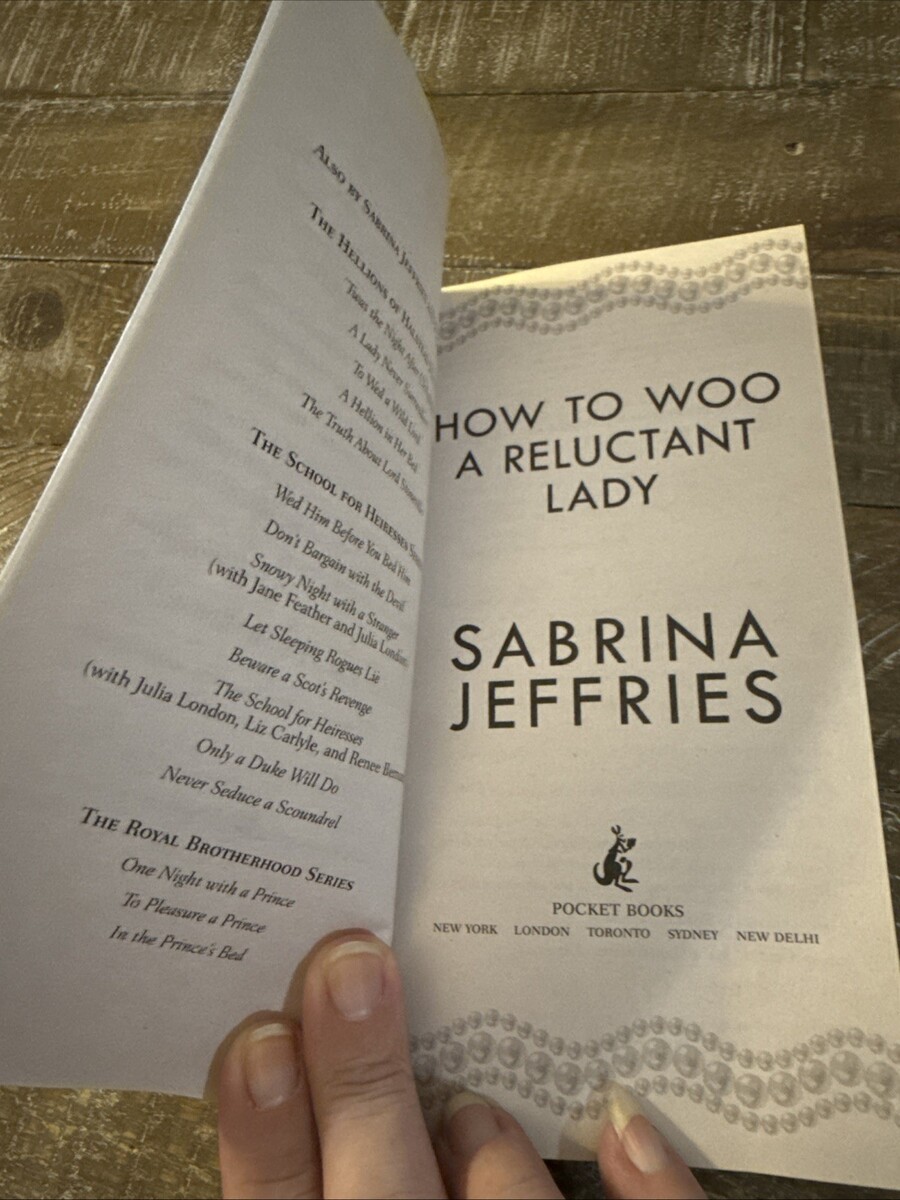 ALSO BY SABRINA JEFFRIES
THE HELLIONS OF
'Twas the Night After
A Lady Never
To Wed a Wild Lord
A Hellion in Her Bed
The Truth About Lord
THE SCHOOL FOR HEIRESSES
Wed Him Before You Bed Him
Don't Bargain with the Devil
Snowy Night with a Stranger
(with Jane Feather and Julia London)
Let Sleeping Rogues Lie
Beware a Scot's Revenge
The School for Heiresses
(with Julia London, Liz Carlyle, and Renee
Only a Duke Will Do
Never Seduce a Scoundrel
THE ROYAL BROTHERHOOD SERIES
One Night with a Prince
To Pleasure a Prince
In the Prince's Bed
HOW TO WOO
A RELUCTANT
LADY
SABRINA
JEFFRIES
POCKET BOOKS
NEW YORK LONDON TORONTO SYDNEY NEW DELHI